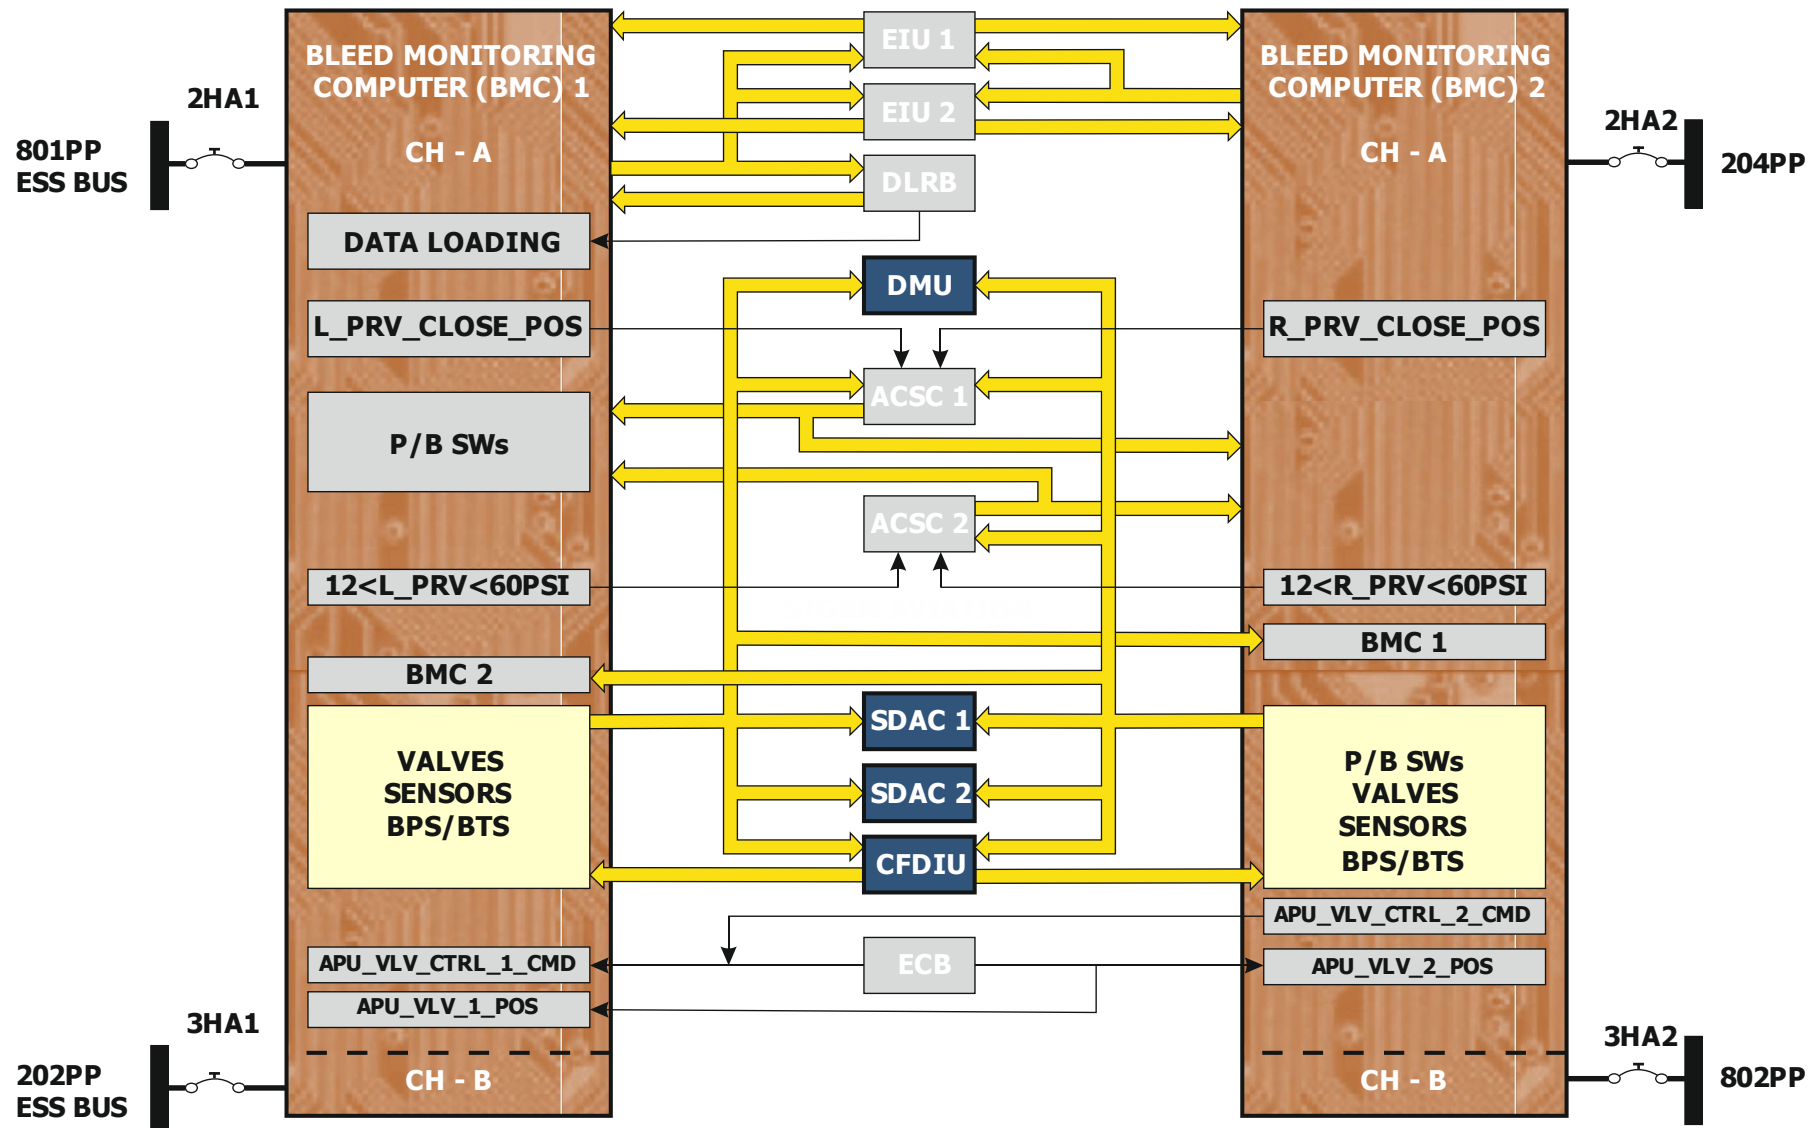 BLEED MONITORING
COMPUTER (BMC) 1
CH - A
2HA1
801PP
ESS BUS
DATA LOADING
L_PRV_CLOSE_POS
P/B SWs
12<L_PRV<60PSI
BMC 2
VALVES
SENSORS
BPS/BTS
APU_VLV_CTRL_1_CMD
APU_VLV_1_POS
3HA1
202PP
ESS BUS
CH - B
EIU 1
EIU 2
DLRB
DMU
ACSC 1
ACSC 2
SDAC 1
SDAC 2
CFDIU
ECB
BLEED MONITORING
COMPUTER (BMC) 2
CH - A
2HA2
204PP
R_PRV_CLOSE_POS
12<R_PRV<60PSI
BMC 1
P/B SWs
VALVES
SENSORS
BPS/BTS
APU_VLV_CTRL_2_CMD
APU_VLV_2_POS
3HA2
802PP
CH - B